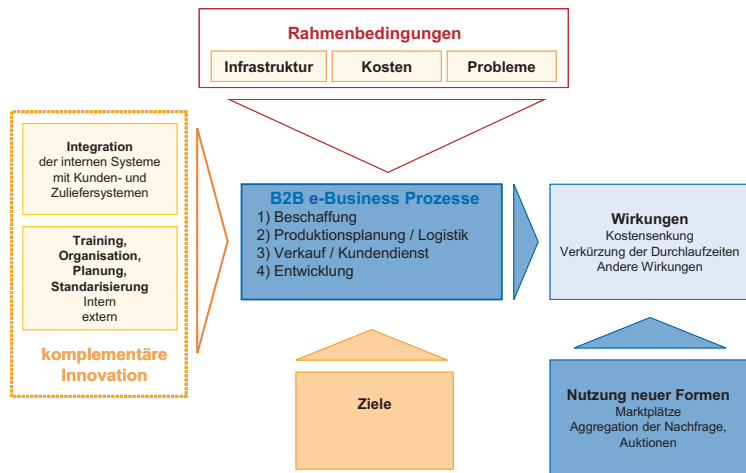 Rahmenbedingungen
Infrastruktur
Kosten
Probleme
Integration
der internen Systeme
mit Kunden- und
Zuliefersystemen
Training,
Organisation,
Planung,
Standarisierung
Intern
extern
komplementäre
Innovation
B2B e-Business Prozesse
1) Beschaffung
2) Produktionsplanung / Logistik
3) Verkauf / Kundendienst
4) Entwicklung
Wirkungen
Kostensenkung
Verkürzung der Durchlaufzeiten
Andere Wirkungen
Ziele
Nutzung neuer Formen
Marktplätze
Aggregation der Nachfrage,
Auktionen